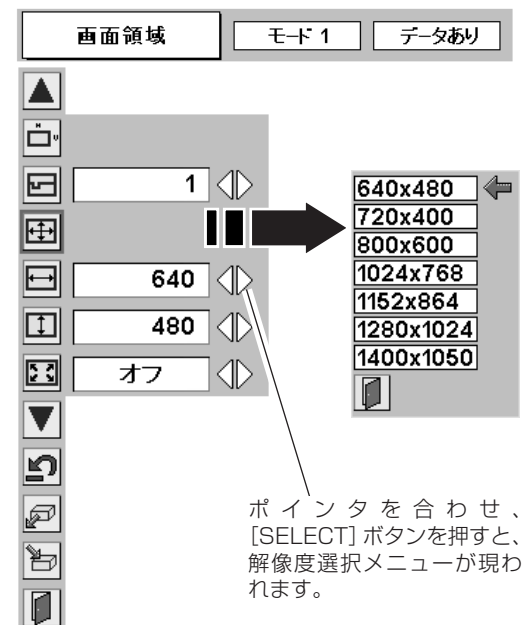 画面領域 モード 1 データあり
H
V
1
640
480
オフ
640x480
720x400
800x600
1024x768
1152x864
1280x1024
1400x1050
ポインタを合わせ、
[SELECT] ボタンを押すと、
解像度選択メニューが現わ
れます。